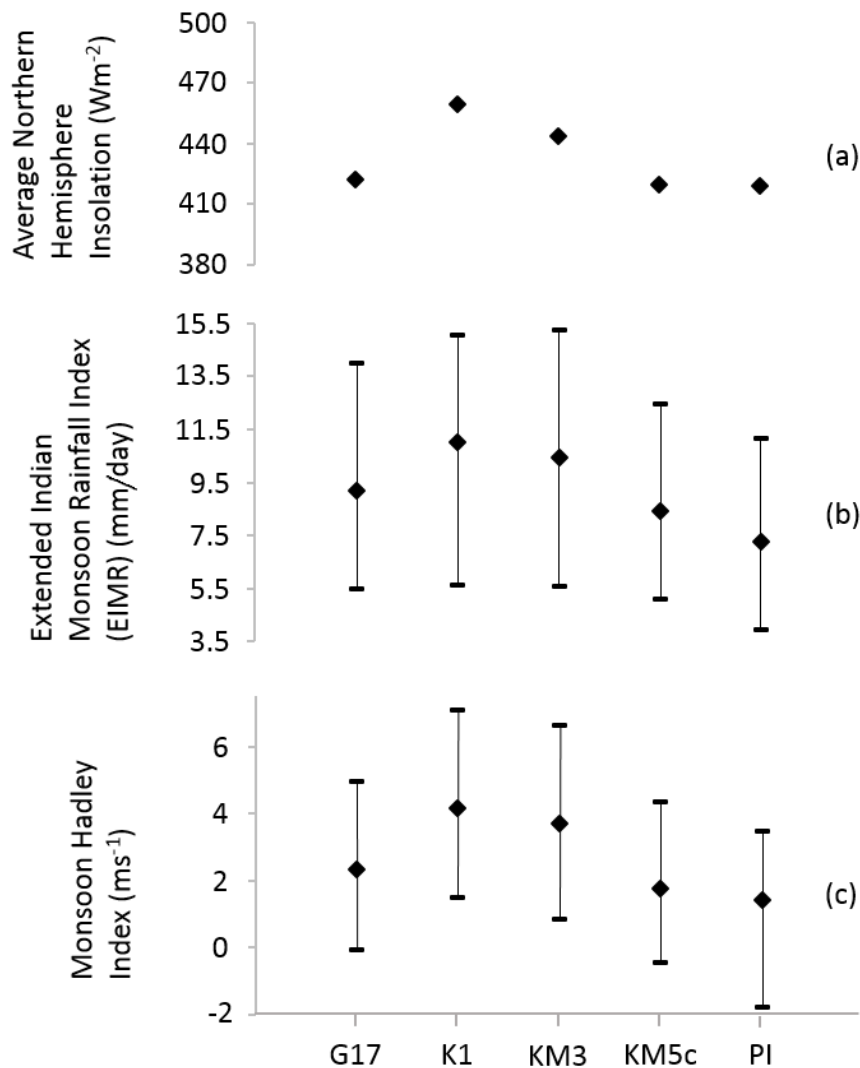 Average Northern
Hemisphere
Insolation (Wm⁻²)
500
470
440
410
380
(a)
Extended Indian
Monsoon Rainfall Index
(EIMR) (mm/day)
15.5
13.5
11.5
9.5
7.5
5.5
3.5
(b)
Monsoon Hadley
Index (ms⁻¹)
6
4
2
0
-2
(c)
G17 K1 KM3 KM5c PI